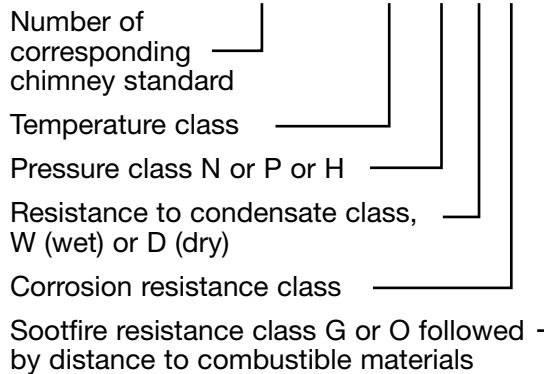 Number of
corresponding
chimney standard
Temperature class
Pressure class N or P or H
Resistance to condensate class,
W (wet) or D (dry)
Corrosion resistance class
Sootfire resistance class G or O followed
by distance to combustible materials